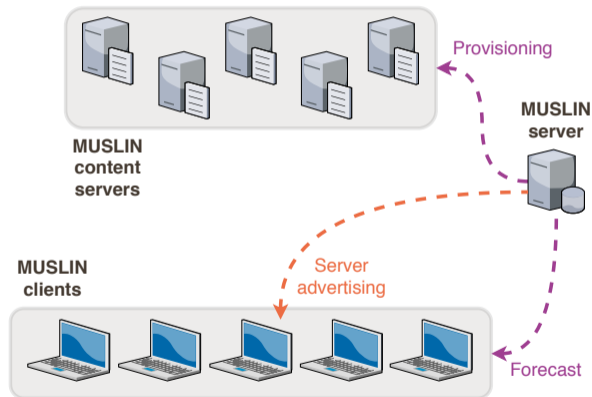 Provisioning
MUSLIN
server
MUSLIN
content
servers
MUSLIN
clients
Server
advertising
Forecast